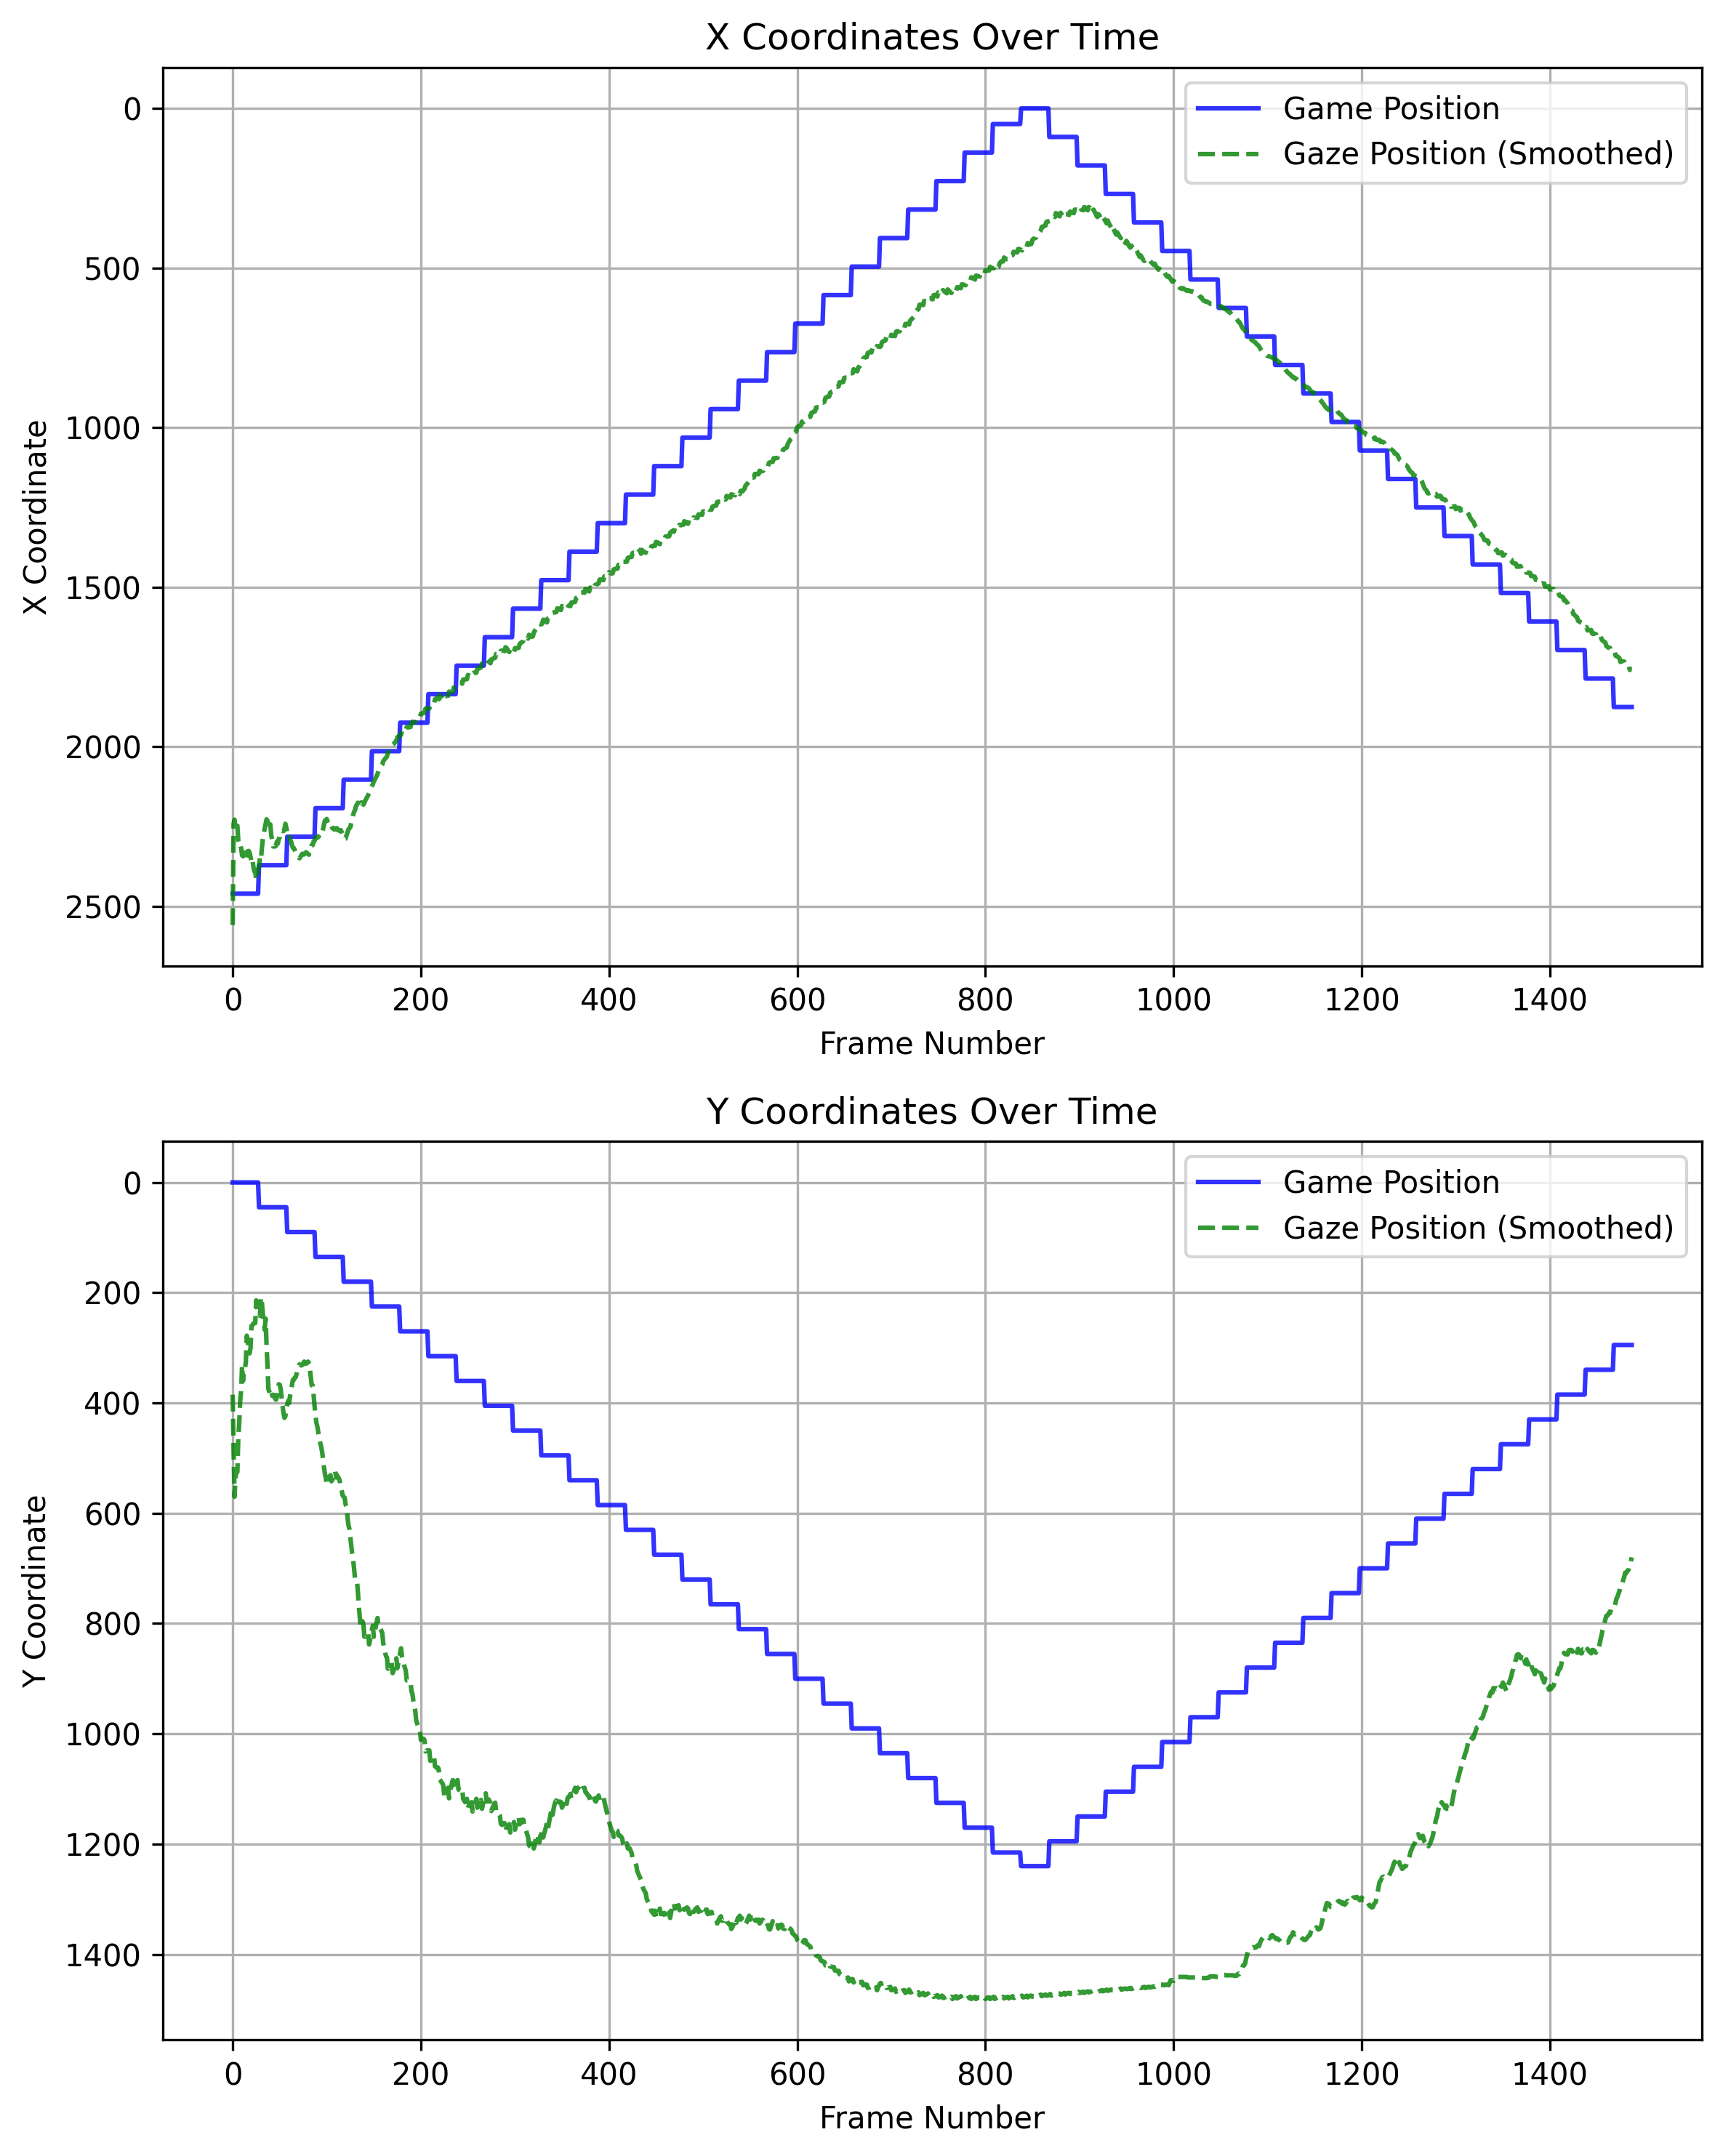 X Coordinates Over Time
Game Position
Gaze Position (Smoothed)
X Coordinate
0
500
1000
1500
2000
2500
0 200 400 600 800 1000 1200 1400
Frame Number
Y Coordinates Over Time
Game Position
Gaze Position (Smoothed)
Y Coordinate
0
200
400
600
800
1000
1200
1400
0 200 400 600 800 1000 1200 1400
Frame Number